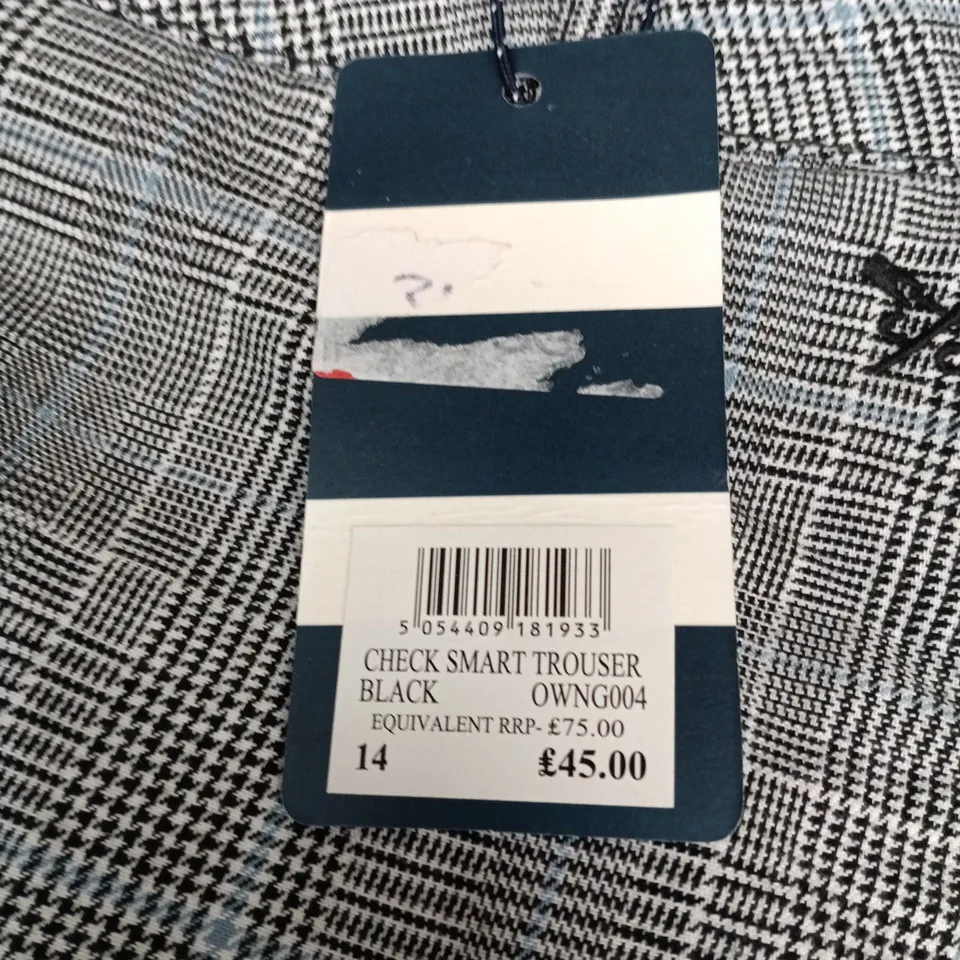 ?.
5 054409 181933
CHECK SMART TROUSER
BLACK OWNG004
EQUIVALENT RRP- £75.00
14 £45.00